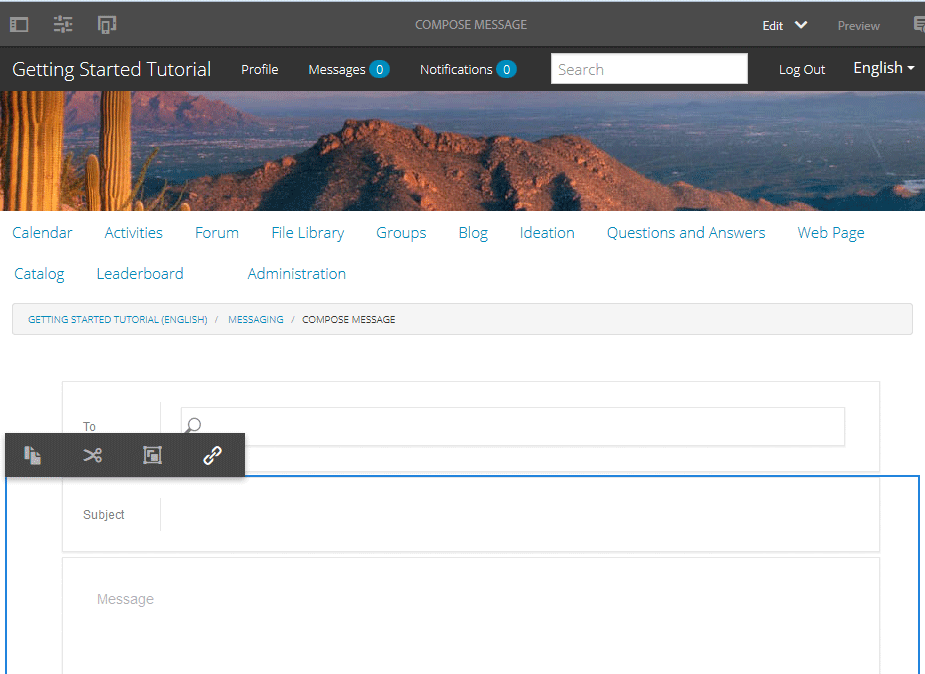 COMPOSE MESSAGE Edit Preview
Getting Started Tutorial Profile Messages 0 Notifications 0 Search Log Out English
Calendar Activities Forum File Library Groups Blog Ideation Questions and Answers Web Page
Catalog Leaderboard Administration
GETTING STARTED TUTORIAL (ENGLISH) / MESSAGING / COMPOSE MESSAGE
To
Subject
Message